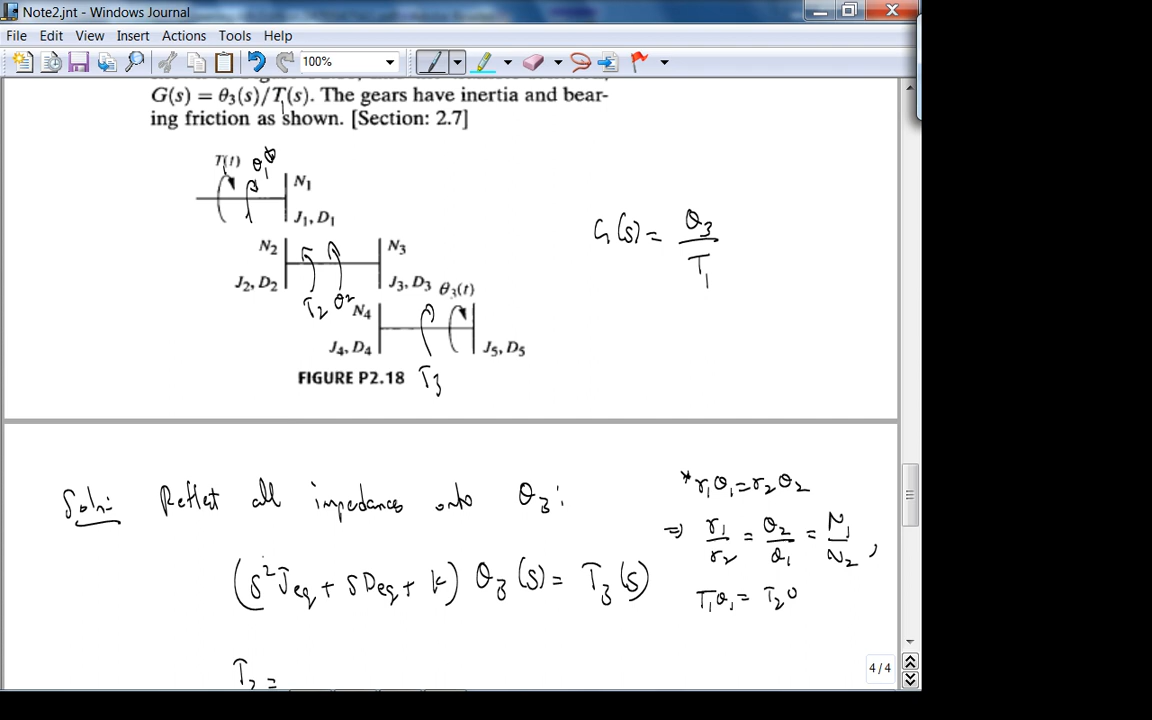 Note2.jnt - Windows Journal
File Edit View Insert Actions Tools Help
100%
G(s) = θ₃(s)/T₁(s). The gears have inertia and bear-
ing friction as shown. [Section: 2.7]
T(t) θ₁
N₁
J₁, D₁
N₂ N₃
J₂, D₂ J₃, D₃ θ₃(t)
T₂ θ₂ N₄
J₄, D₄ J₅, D₅
FIGURE P2.18 T₃
G(s) = θ₃/T₁
Soln: Reflect all impedances onto θ₃:
(s²Jeq + sDeq + K) θ₃(s) = T₃(s)
*r₁θ₁ = r₂θ₂
⇒ r₁/r₂ = θ₂/θ₁ = N₁/N₂,
T₁θ₁ = T₂θ
T₂ =
4 / 4